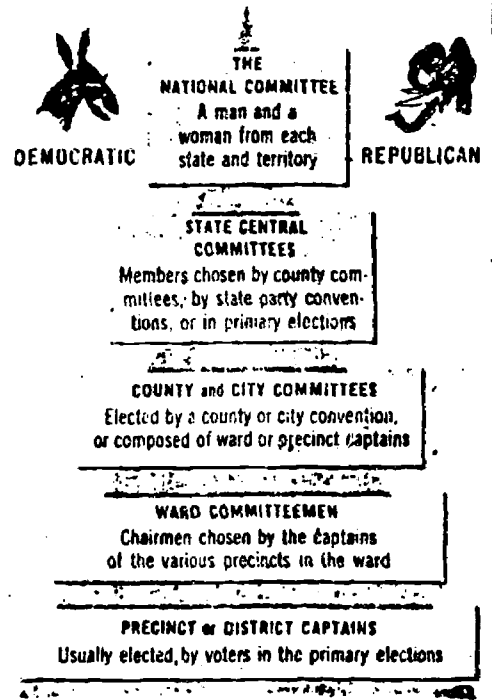 THE
NATIONAL COMMITTEE
A man and a
woman from each
state and territory
DEMOCRATIC
REPUBLICAN
STATE CENTRAL
COMMITTEES
Members chosen by county com-
mittees, by state party conven-
tions, or in primary elections
COUNTY and CITY COMMITTEES
Elected by a county or city convention,
or composed of ward or precinct captains
WARD COMMITTEEMEN
Chairmen chosen by the captains
of the various precincts in the ward
PRECINCT or DISTRICT CAPTAINS
Usually elected, by voters in the primary elections